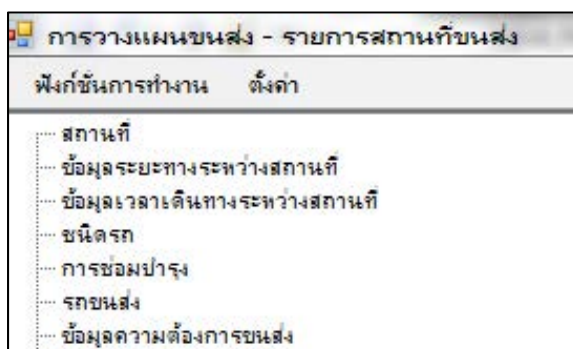 การวางแผนขนส่ง - รายการสถานที่ขนส่ง
ฟังก์ชันการทำงาน ตั้งค่า
สถานที่
ข้อมูลระยะทางระหว่างสถานที่
ข้อมูลเวลาเดินทางระหว่างสถานที่
ชนิดรถ
การซ่อมบำรุง
รถขนส่ง
ข้อมูลความต้องการขนส่ง